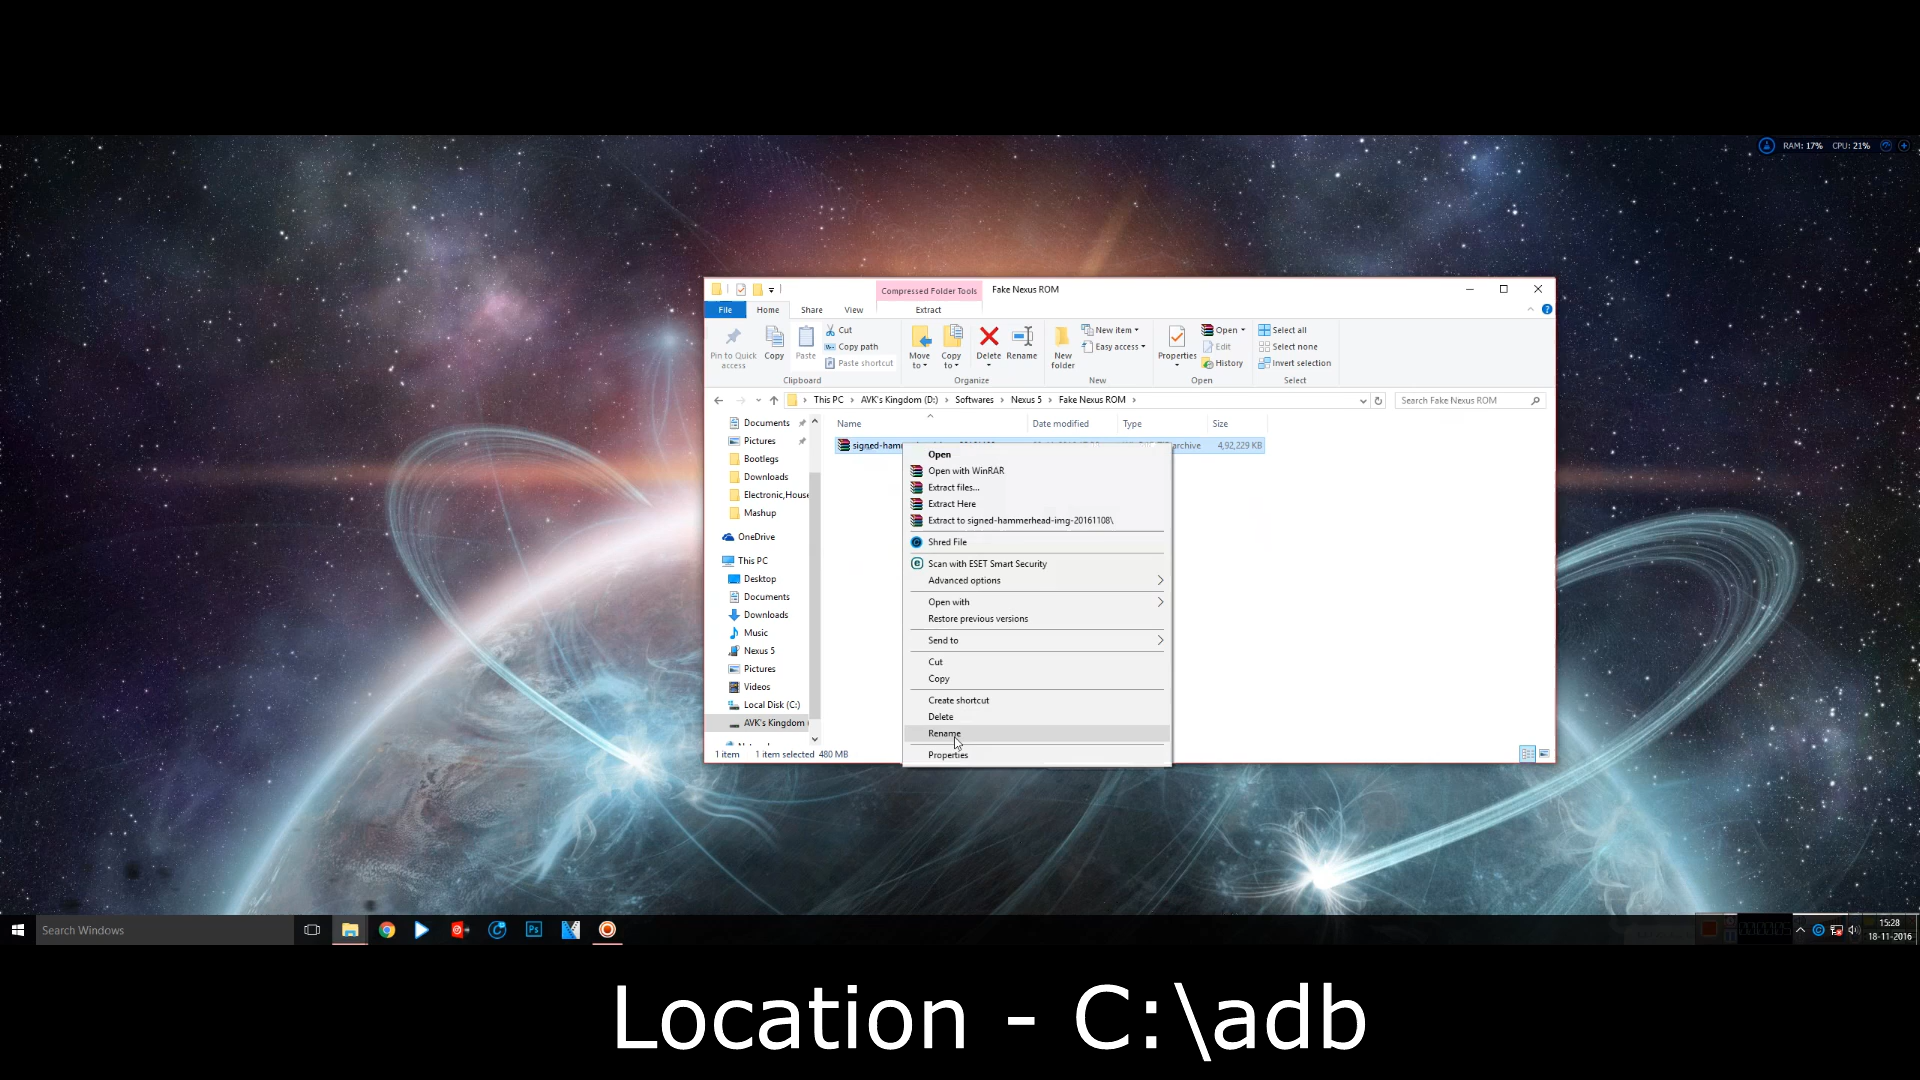 RAM: 17% CPU: 21%
Compressed Folder Tools Fake Nexus ROM
File Home Share View Extract
Pin to Quick access
Copy
Paste
Cut
Copy path
Paste shortcut
Clipboard
Move to
Copy to
Delete
Rename
Organize
New folder
New item
Easy access
New
Properties
Open
Edit
History
Open
Select all
Select none
Invert selection
Select
This PC AVK's Kingdom (D:) Softwares Nexus 5 Fake Nexus ROM
Search Fake Nexus ROM
Name Date modified Type Size
archive 4,92,229 KB
Documents
Pictures
Bootlegs
Downloads
Electronic,House
Mashup
OneDrive
This PC
Desktop
Documents
Downloads
Music
Nexus 5
Pictures
Videos
Local Disk (C:)
AVK's Kingdom
1 item 1 item selected 480 MB
Open
Open with WinRAR
Extract files...
Extract Here
Extract to signed-hammerhead-img-20161108\
Shred File
Scan with ESET Smart Security
Advanced options
Open with
Restore previous versions
Send to
Cut
Copy
Create shortcut
Delete
Rename
Properties
Search Windows
Ps
15:28
18-11-2016
Location - C:\adb